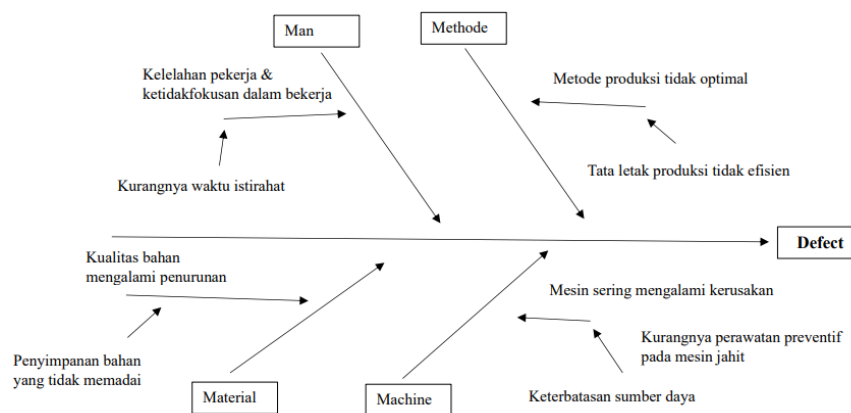 Man
Methode
Kelelahan pekerja &
ketidakfokusan dalam bekerja
Metode produksi tidak optimal
Kurangnya waktu istirahat
Tata letak produksi tidak efisien
Defect
Kualitas bahan
mengalami penurunan
Mesin sering mengalami kerusakan
Penyimpanan bahan
yang tidak memadai
Kurangnya perawatan preventif
pada mesin jahit
Keterbatasan sumber daya
Material
Machine